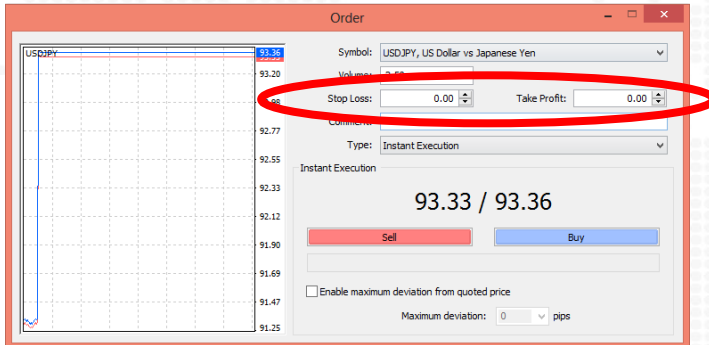 Order
USDJPY
93.36
93.20
92.77
92.55
92.33
92.12
91.90
91.69
91.47
91.25
Symbol: USDJPY, US Dollar vs Japanese Yen
Volume:
Stop Loss: 0.00 Take Profit: 0.00
Comment:
Type: Instant Execution
Instant Execution
93.33 / 93.36
Sell Buy
Enable maximum deviation from quoted price
Maximum deviation: 0 pips